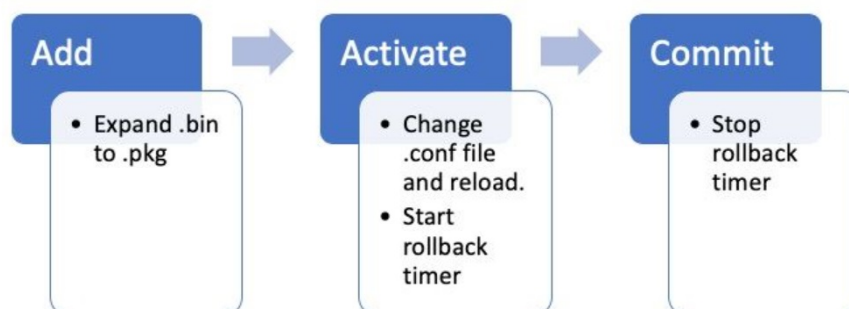 Add
• Expand .bin
to .pkg
Activate
• Change
.conf file
and reload.
• Start
rollback
timer
Commit
• Stop
rollback
timer